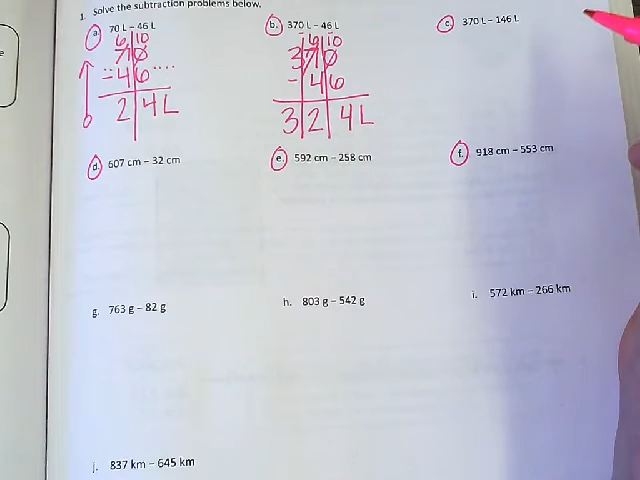 1. Solve the subtraction problems below.
a. 70 L – 46 L
6 10
7 0
– 4 6
2 4 L
b. 370 L – 46 L
6 10
3 7 0
– 4 6
3 2 4 L
c. 370 L – 146 L
d. 607 cm – 32 cm
e. 592 cm – 258 cm
f. 918 cm – 553 cm
g. 763 g – 82 g
h. 803 g – 542 g
i. 572 km – 266 km
j. 837 km – 645 km